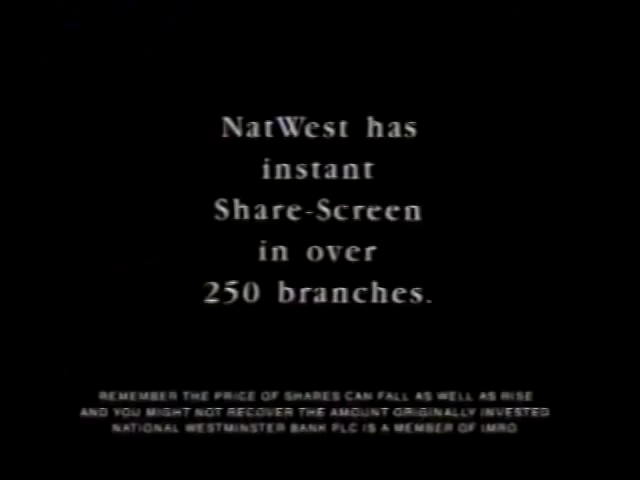 NatWest has
instant
Share-Screen
in over
250 branches.
REMEMBER THE PRICE OF SHARES CAN FALL AS WELL AS RISE
AND YOU MIGHT NOT RECOVER THE AMOUNT ORIGINALLY INVESTED
NATIONAL WESTMINSTER BANK PLC IS A MEMBER OF IMRO